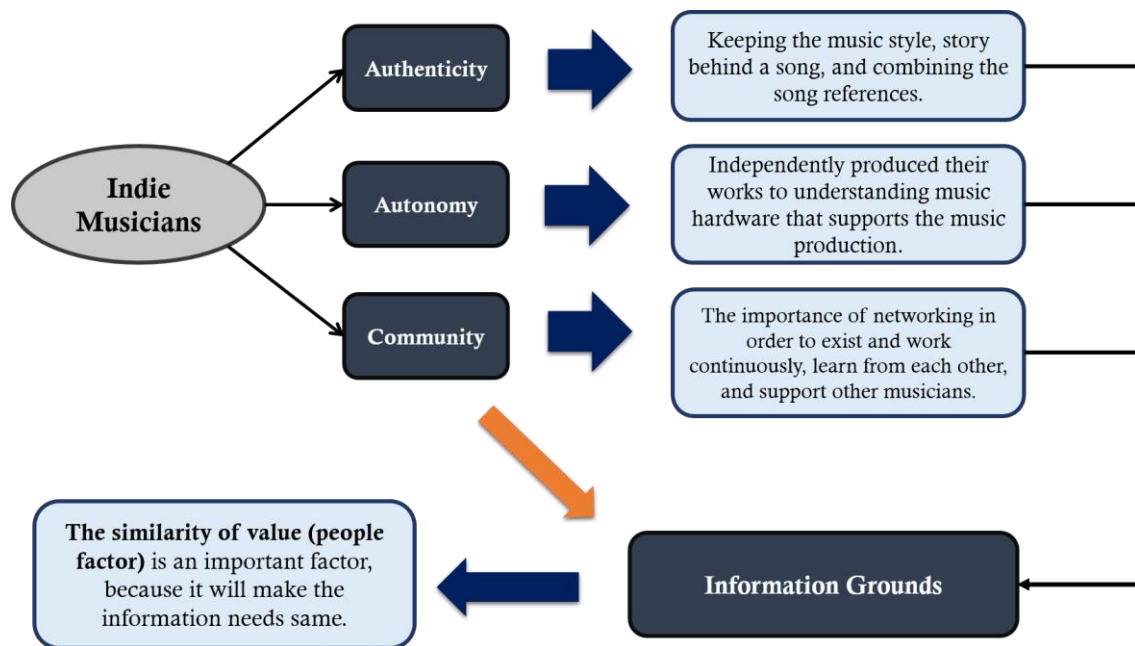 Indie
Musicians
Authenticity
Keeping the music style, story
behind a song, and combining the
song references.
Autonomy
Independently produced their
works to understanding music
hardware that supports the music
production.
Community
The importance of networking in
order to exist and work
continuously, learn from each other,
and support other musicians.
The similarity of value (people
factor) is an important factor,
because it will make the
information needs same.
Information Grounds